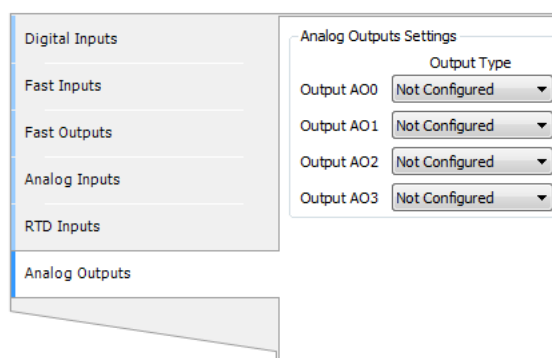 Digital Inputs
Fast Inputs
Fast Outputs
Analog Inputs
RTD Inputs
Analog Outputs
Analog Outputs Settings
Output Type
Output AO0 Not Configured
Output AO1 Not Configured
Output AO2 Not Configured
Output AO3 Not Configured